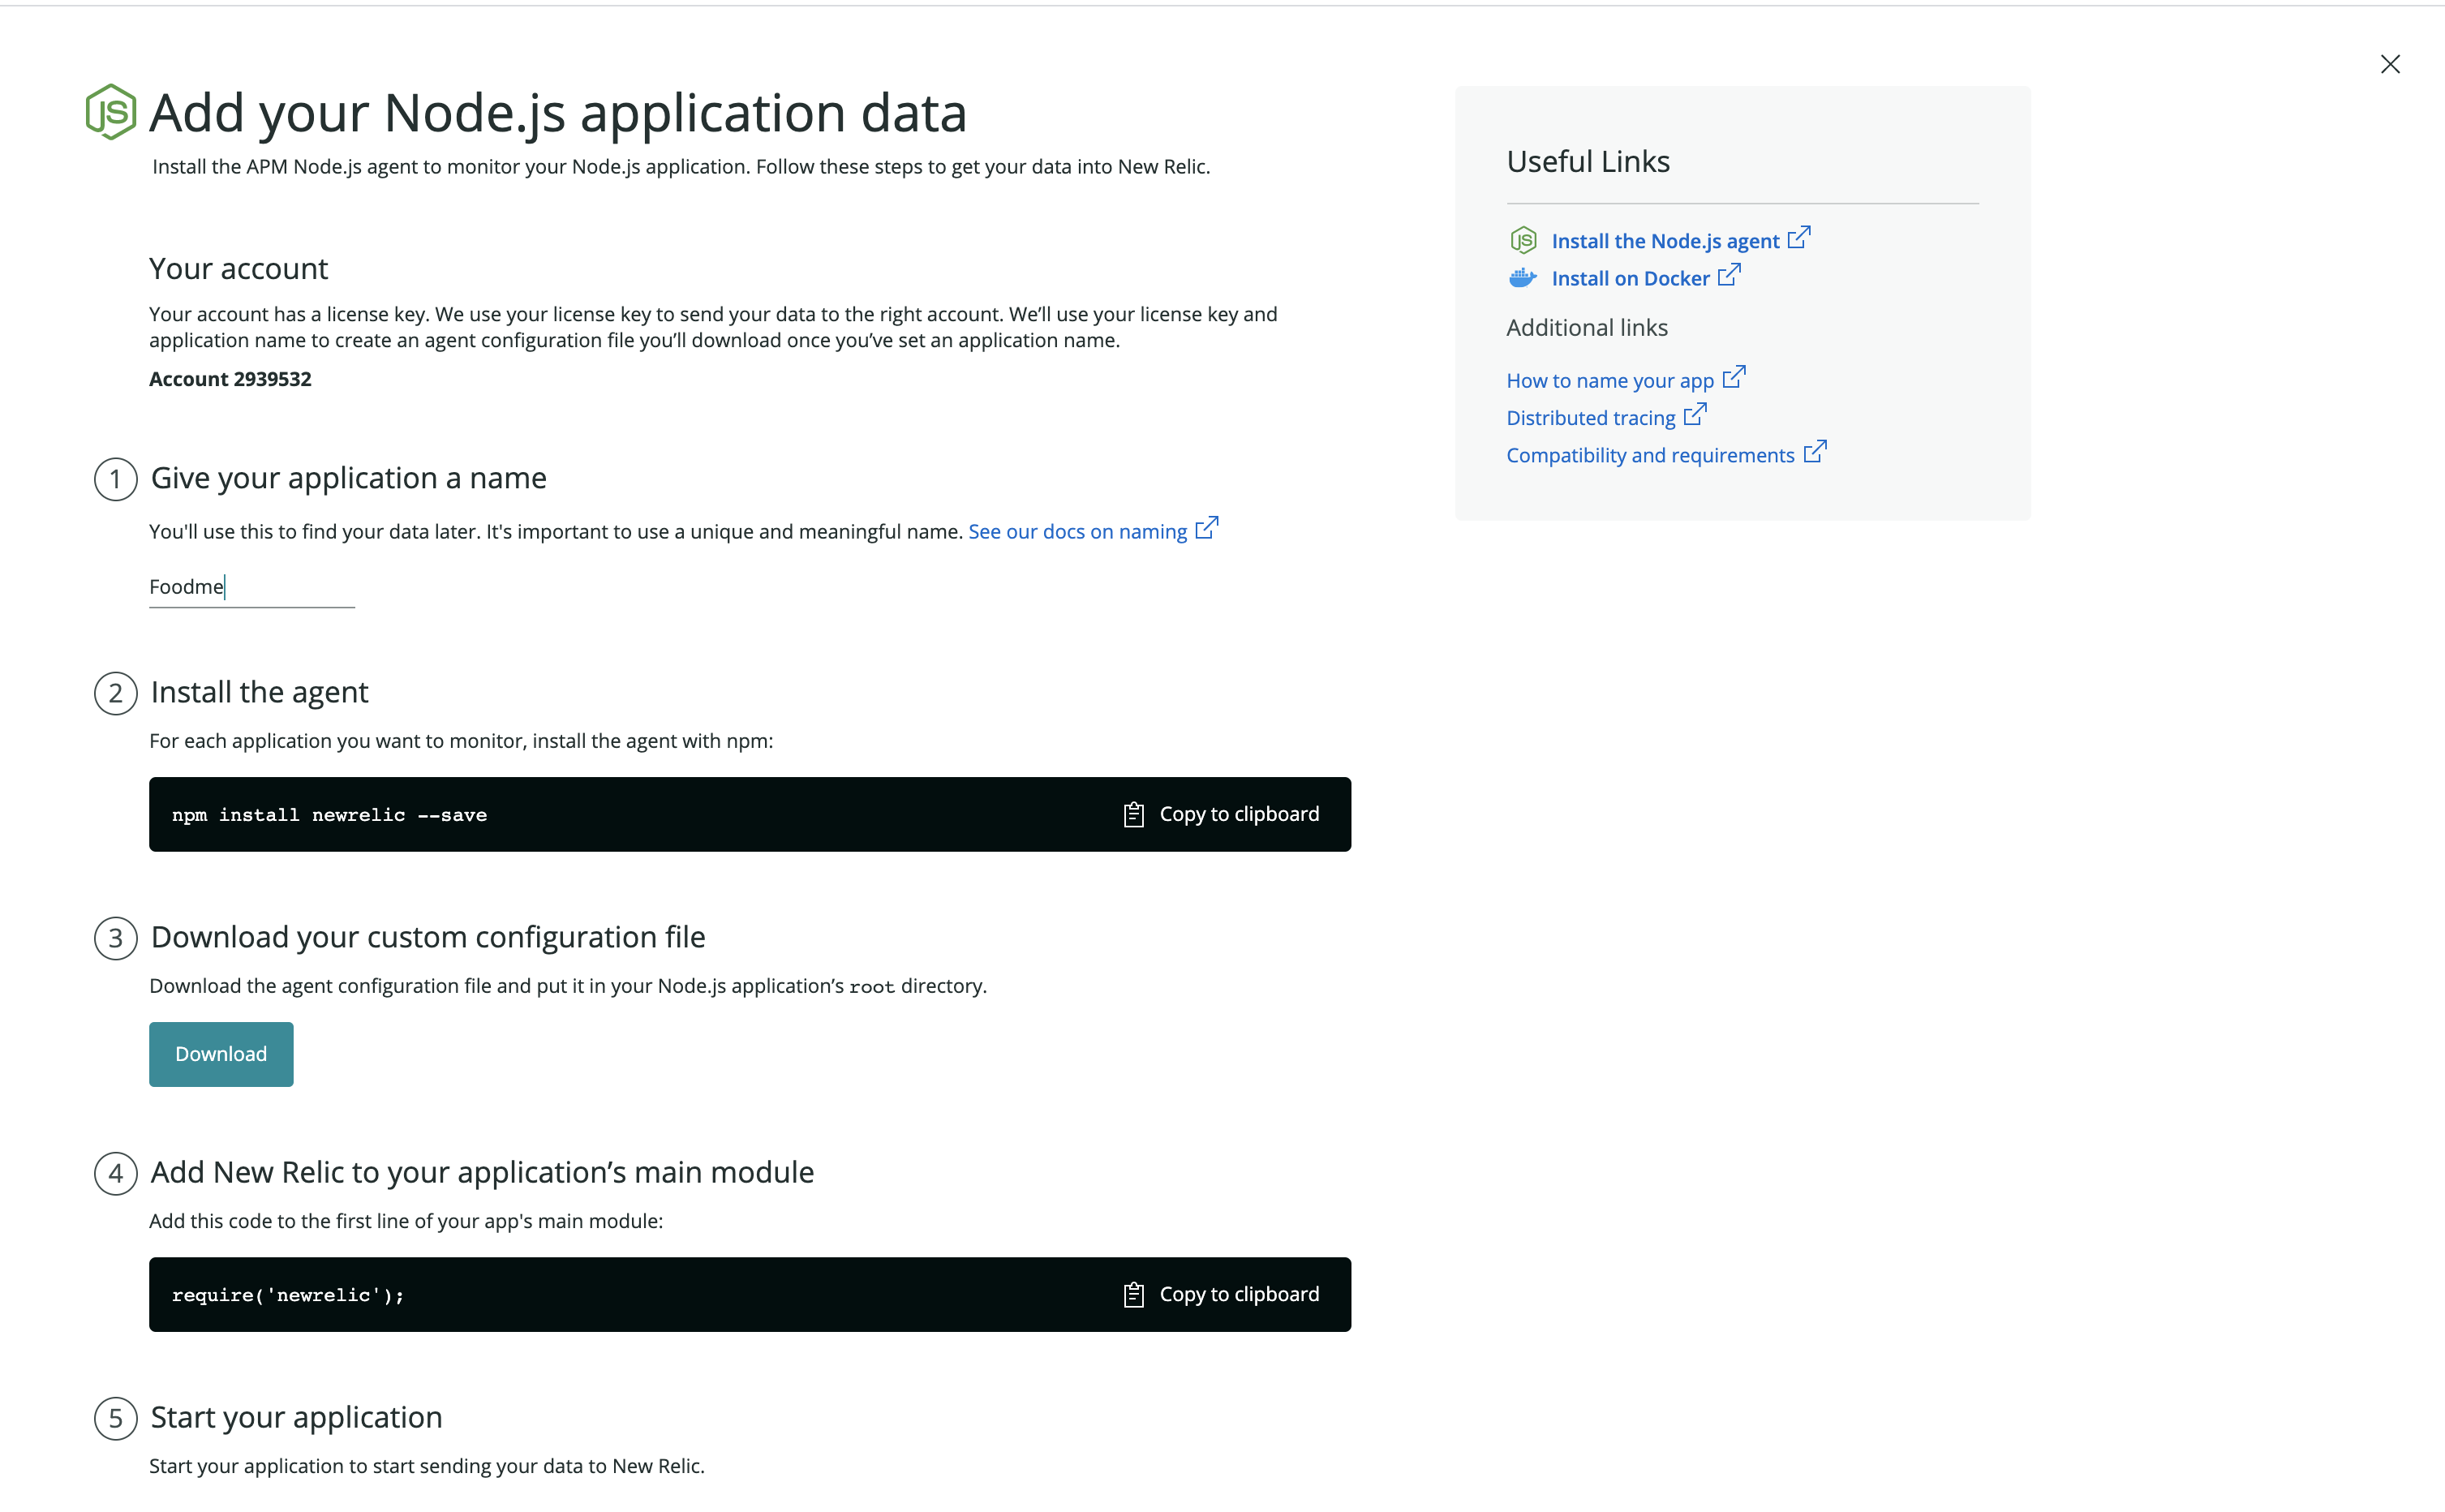 JS Add your Node.js application data
Install the APM Node.js agent to monitor your Node.js application. Follow these steps to get your data into New Relic.
Your account
Your account has a license key. We use your license key to send your data to the right account. We’ll use your license key and
application name to create an agent configuration file you’ll download once you’ve set an application name.
Account 2939532
1 Give your application a name
You'll use this to find your data later. It's important to use a unique and meaningful name. See our docs on naming
Foodme
2 Install the agent
For each application you want to monitor, install the agent with npm:
npm install newrelic --save Copy to clipboard
3 Download your custom configuration file
Download the agent configuration file and put it in your Node.js application’s root directory.
Download
4 Add New Relic to your application’s main module
Add this code to the first line of your app's main module:
require('newrelic'); Copy to clipboard
5 Start your application
Start your application to start sending your data to New Relic.
Useful Links
JS Install the Node.js agent
Install on Docker
Additional links
How to name your app
Distributed tracing
Compatibility and requirements